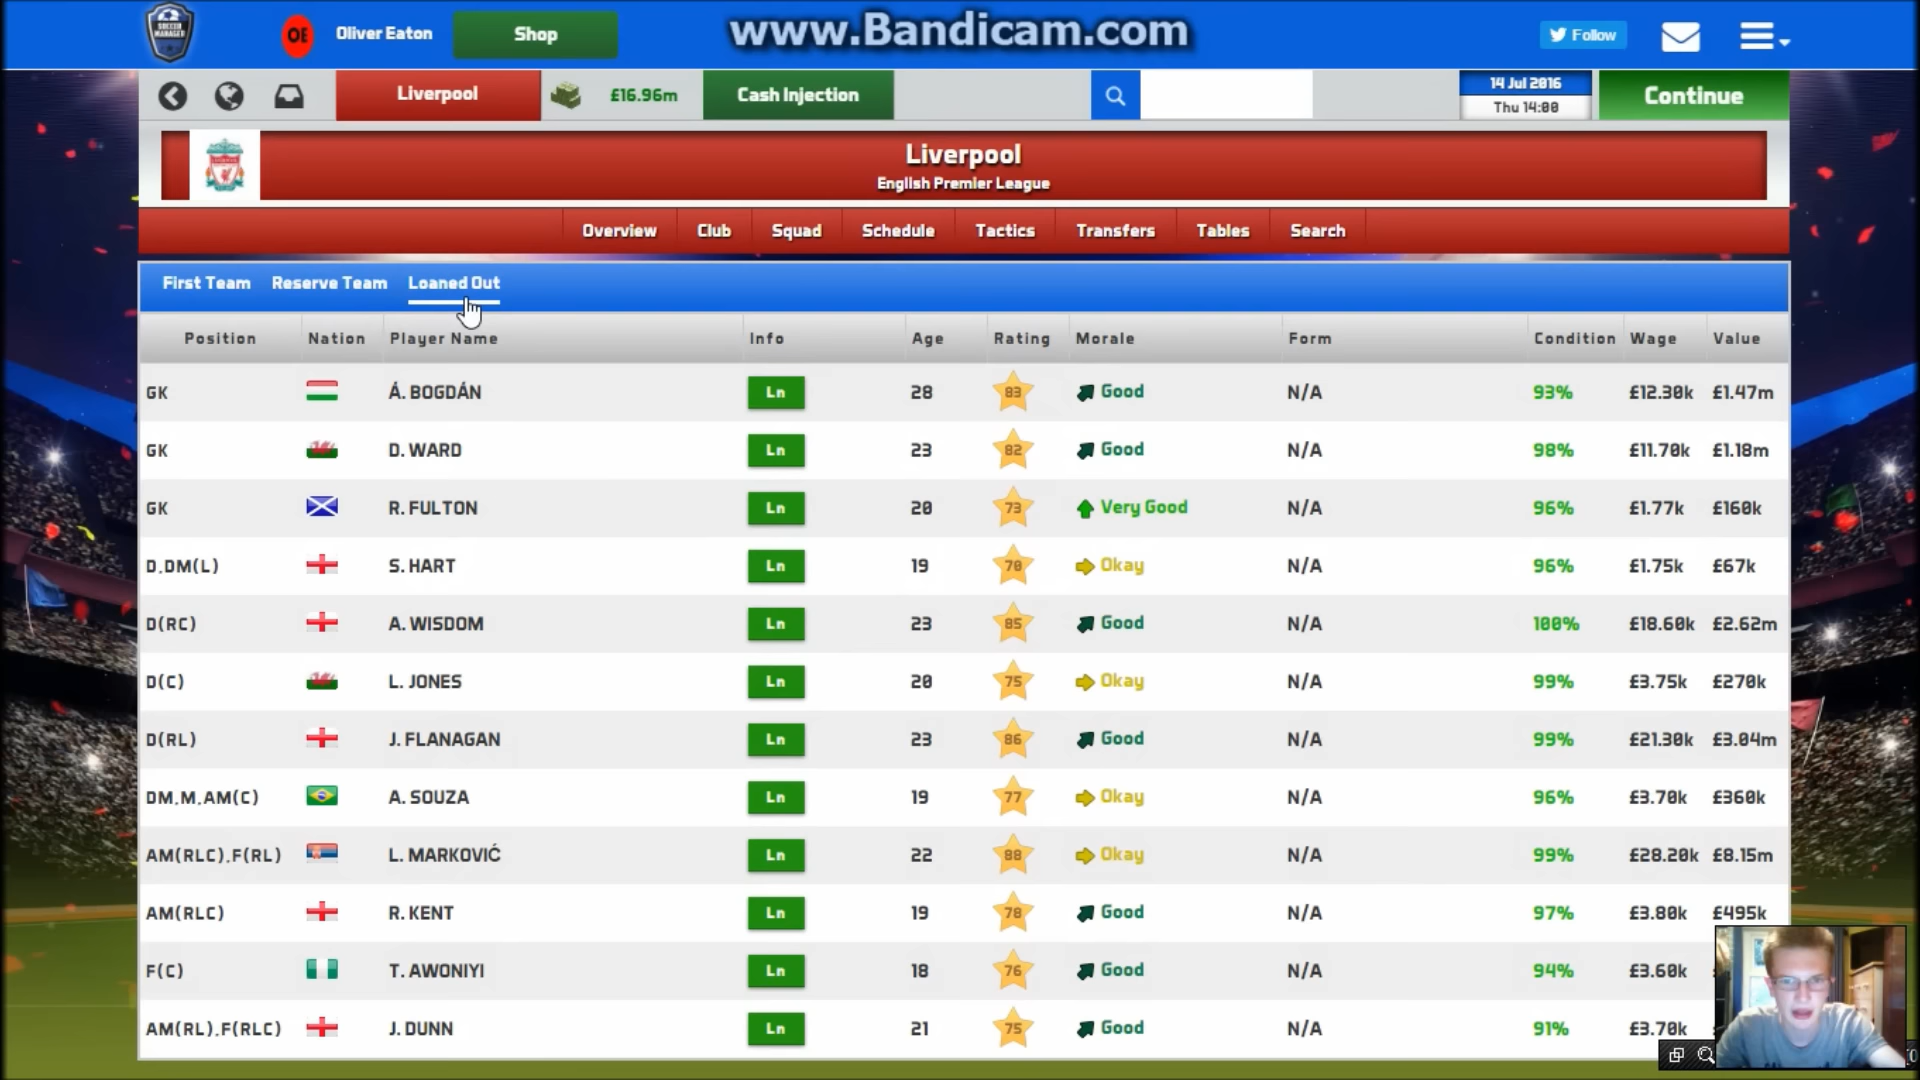 www.Bandicam.com
SOCCER MANAGER
OE Oliver Eaton Shop Follow
Liverpool £16.96m Cash Injection 14 Jul 2016 Thu 14:00 Continue
Liverpool
English Premier League
Overview Club Squad Schedule Tactics Transfers Tables Search
First Team Reserve Team Loaned Out
Position Nation Player Name Info Age Rating Morale Form Condition Wage Value
GK Á. BOGDÁN Ln 28 83 Good N/A 93% £12.30k £1.47m
GK D. WARD Ln 23 82 Good N/A 98% £11.70k £1.18m
GK R. FULTON Ln 20 73 Very Good N/A 96% £1.77k £160k
D,DM(L) S. HART Ln 19 70 Okay N/A 96% £1.75k £67k
D(RC) A. WISDOM Ln 23 85 Good N/A 100% £18.60k £2.62m
D(C) L. JONES Ln 20 75 Okay N/A 99% £3.75k £270k
D(RL) J. FLANAGAN Ln 23 86 Good N/A 99% £21.30k £3.04m
DM,M,AM(C) A. SOUZA Ln 19 77 Okay N/A 96% £3.70k £360k
AM(RLC),F(RL) L. MARKOVIĆ Ln 22 88 Okay N/A 99% £28.20k £8.15m
AM(RLC) R. KENT Ln 19 78 Good N/A 97% £3.80k £495k
F(C) T. AWONIYI Ln 18 76 Good N/A 94% £3.60k
AM(RL),F(RLC) J. DUNN Ln 21 75 Good N/A 91% £3.70k